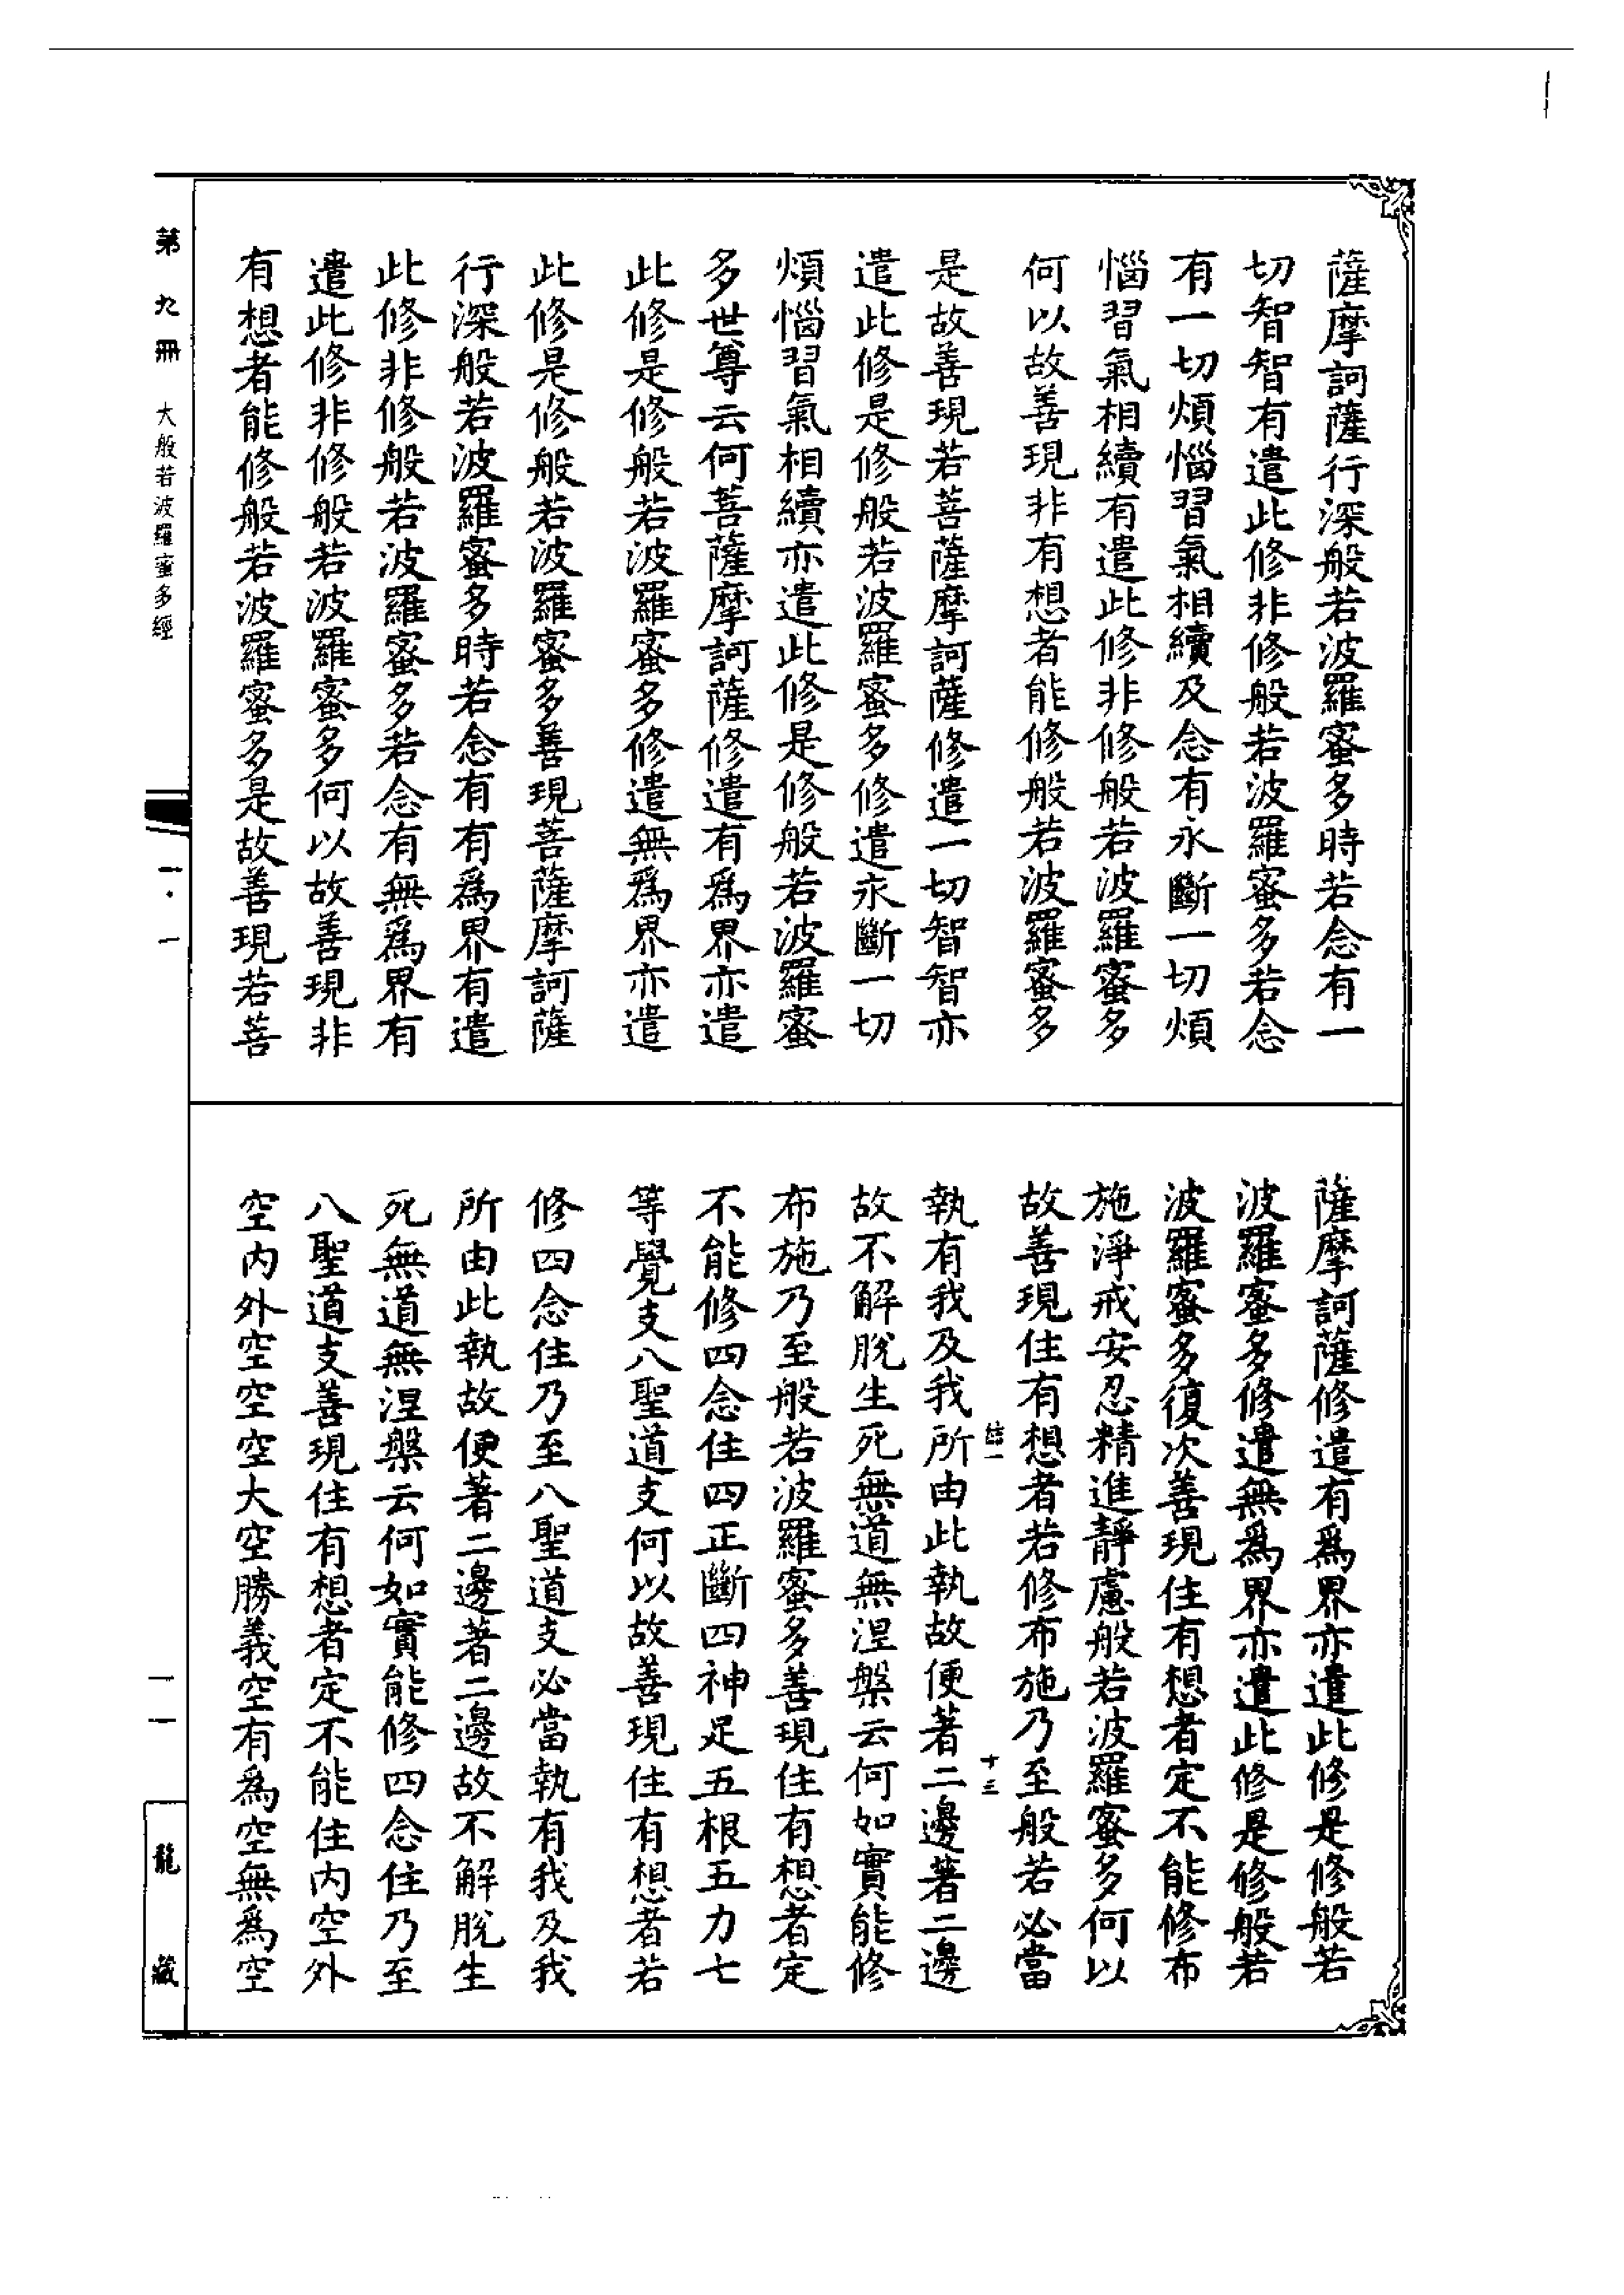 薩摩訶薩行深般若波羅蜜多時若念有一
切智智有遣此修非修般若波羅蜜多若念
有一切煩惱習氣相續及念有永斷一切煩
惱習氣相續有遣此修非修般若波羅蜜多
何以故善現非有想者能修般若波羅蜜多
是故善現若菩薩摩訶薩修遣一切智智亦
遣此修是修般若波羅蜜多修遣永斷一切
煩惱習氣相續亦遣此修是修般若波羅蜜
多世尊云何菩薩摩訶薩修遣有為界亦遣
此修是修般若波羅蜜多修遣無為界亦遣
此修是修般若波羅蜜多善現菩薩摩訶薩
行深般若波羅蜜多時若念有有為界有遣
此修非修般若波羅蜜多若念有無為界有
遣此修非修般若波羅蜜多何以故善現非
有想者能修般若波羅蜜多是故善現若菩
薩摩訶薩修遣有為界亦遣此修是修般若
波羅蜜多修遣無為界亦遣此修是修般若
波羅蜜多復次善現住有想者定不能修布
施淨戒安忍精進靜慮般若波羅蜜多何以
故善現住有想者若修布施乃至般若必當
結一 十三
執有我及我所由此執故便著二邊著二邊
故不解脫生死無道無涅槃云何如實能修
布施乃至般若波羅蜜多善現住有想者定
不能修四念住四正斷四神足五根五力七
等覺支八聖道支何以故善現住有想者若
修四念住乃至八聖道支必當執有我及我
所由此執故便著二邊著二邊故不解脫生
死無道無涅槃云何如實能修四念住乃至
八聖道支善現住有想者定不能住內空外
空內外空空空空大空勝義空有為空無為空
第九冊 大般若波羅蜜多經
一·一
一一
龍藏